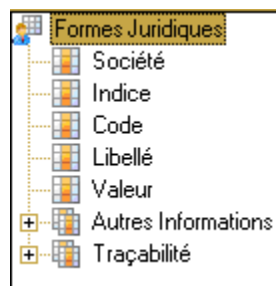 Formes Juridiques
Société
Indice
Code
Libellé
Valeur
Autres Informations
Traçabilité